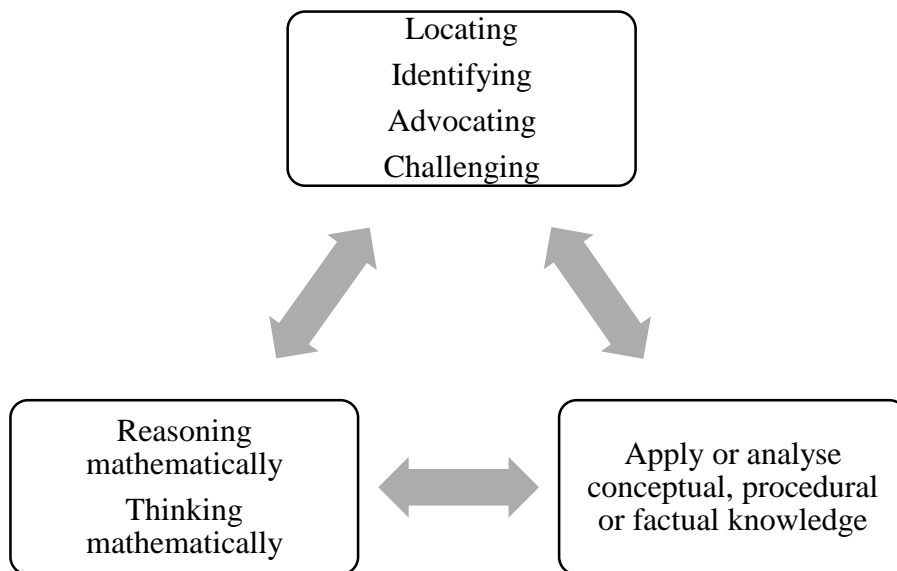 Locating
Identifying
Advocating
Challenging
Reasoning
mathematically
Thinking
mathematically
Apply or analyse
conceptual, procedural
or factual knowledge